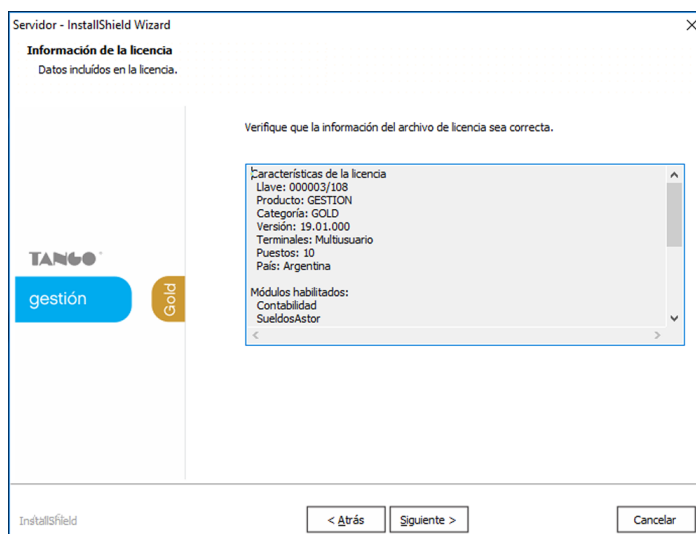 Servidor - InstallShield Wizard
Información de la licencia
Datos incluídos en la licencia.
Verifique que la información del archivo de licencia sea correcta.
Características de la licencia
Llave: 000003/108
Producto: GESTION
Categoría: GOLD
Versión: 19.01.000
Terminales: Multiusuario
Puestos: 10
País: Argentina
Módulos habilitados:
Contabilidad
SueldosAstor
TANGO
gestión
Gold
InstallShield
< Atrás
Siguiente >
Cancelar